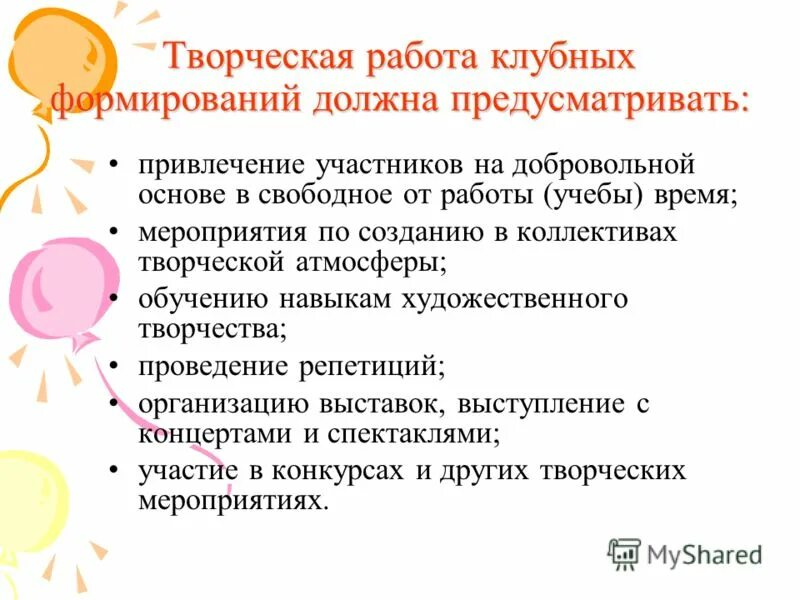 Творческая работа клубных
формирований должна предусматривать:
• привлечение участников на добровольной
основе в свободное от работы (учебы) время;
• мероприятия по созданию в коллективах
творческой атмосферы;
• обучению навыкам художественного
творчества;
• проведение репетиций;
• организацию выставок, выступление с
концертами и спектаклями;
• участие в конкурсах и других творческих
мероприятиях.
MyShared